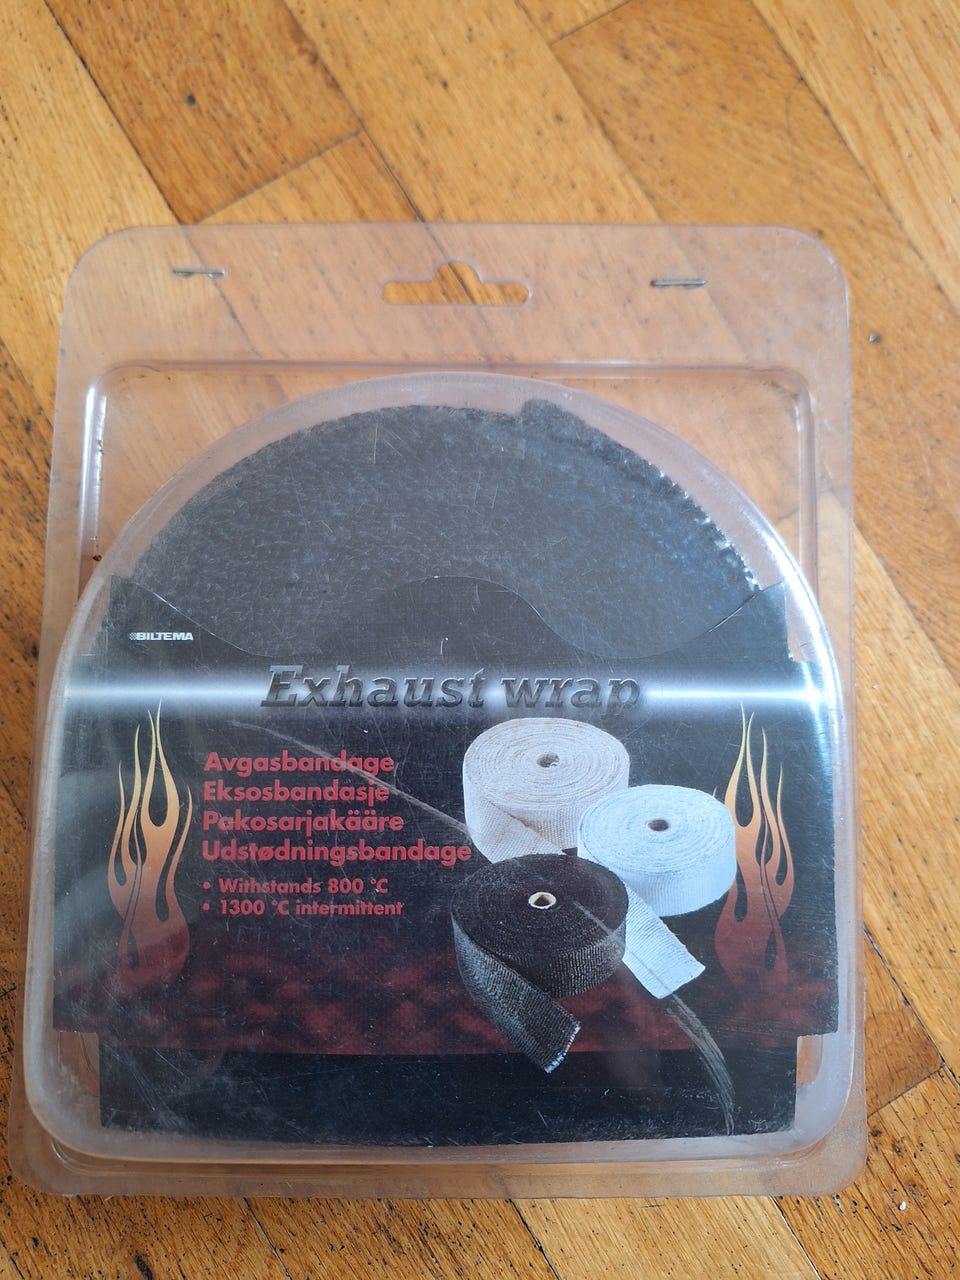 BILTEMA
Exhaust wrap
Avgasbandage
Eksosbandasje
Pakosarjakääre
Udstødningsbandage
• Withstands 800 °C
• 1300 °C intermittent